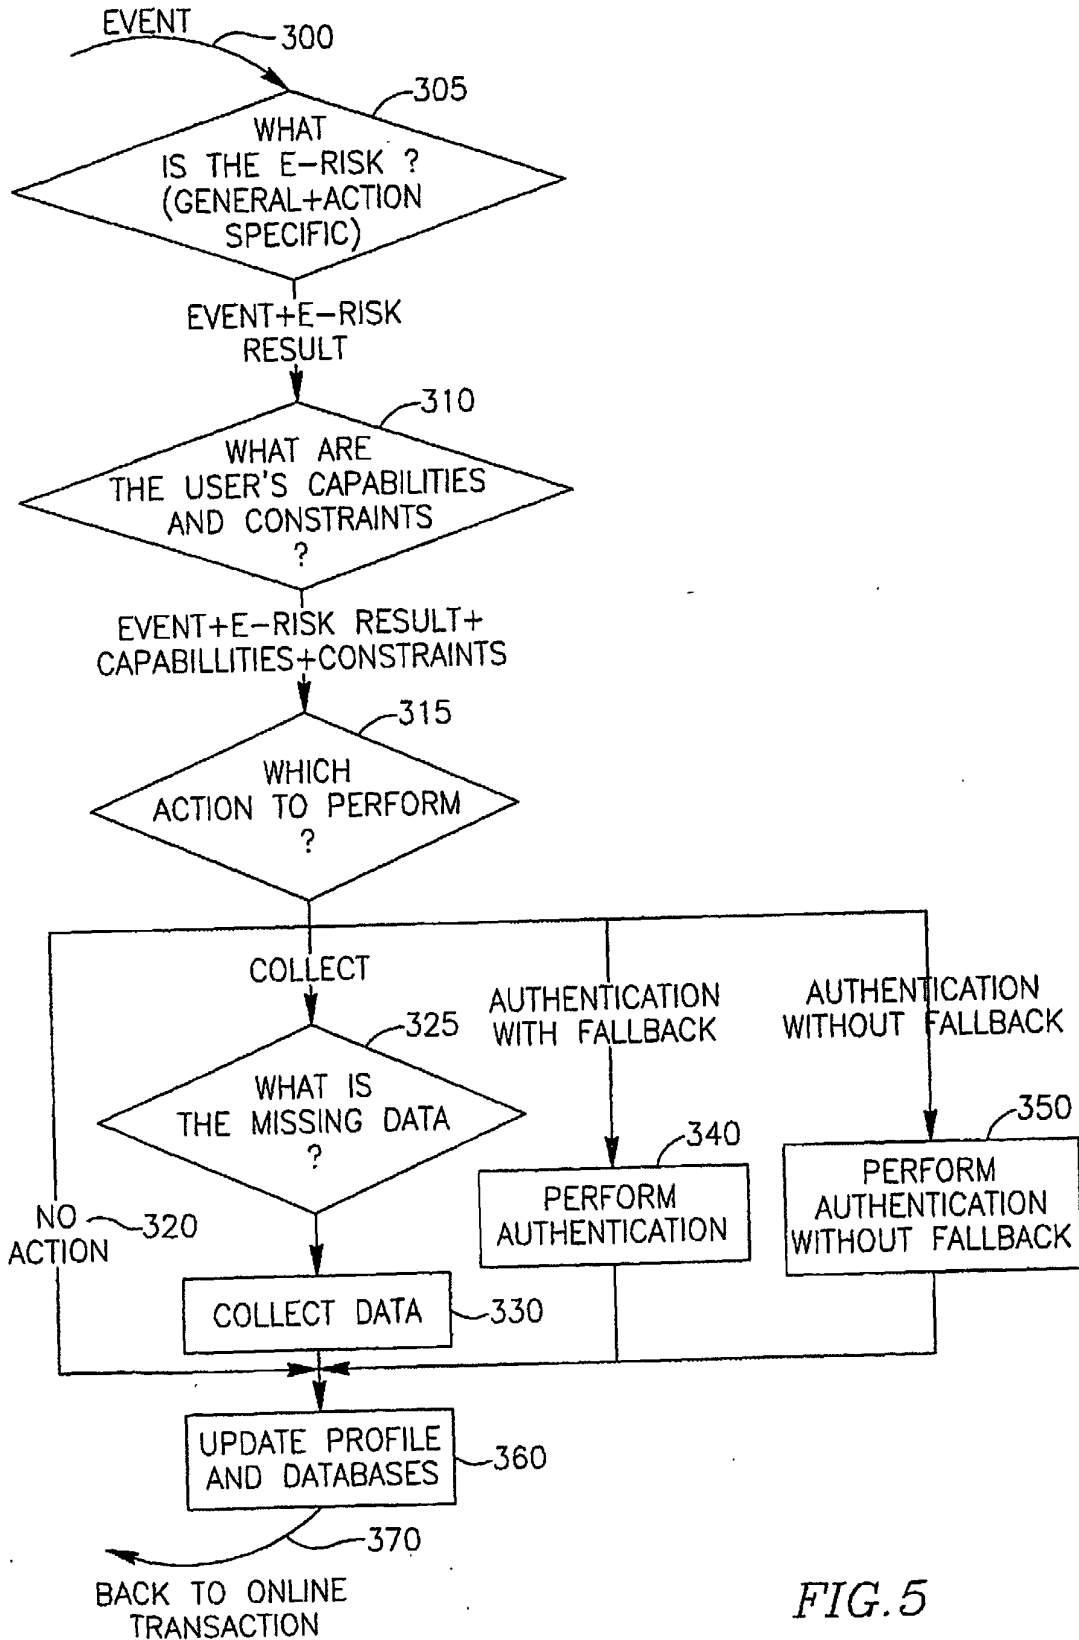 EVENT
300
305
WHAT
IS THE E-RISK ?
(GENERAL+ACTION
SPECIFIC)
EVENT+E-RISK
RESULT
310
WHAT ARE
THE USER'S CAPABILITIES
AND CONSTRAINTS
?
EVENT+E-RISK RESULT+
CAPABILLITIES+CONSTRAINTS
315
WHICH
ACTION TO PERFORM
?
COLLECT
AUTHENTICATION
WITH FALLBACK
AUTHENTICATION
WITHOUT FALLBACK
325
WHAT IS
THE MISSING DATA
?
340
PERFORM
AUTHENTICATION
350
PERFORM
AUTHENTICATION
WITHOUT FALLBACK
NO
ACTION
320
COLLECT DATA
330
UPDATE PROFILE
AND DATABASES
360
370
BACK TO ONLINE
TRANSACTION
FIG.5